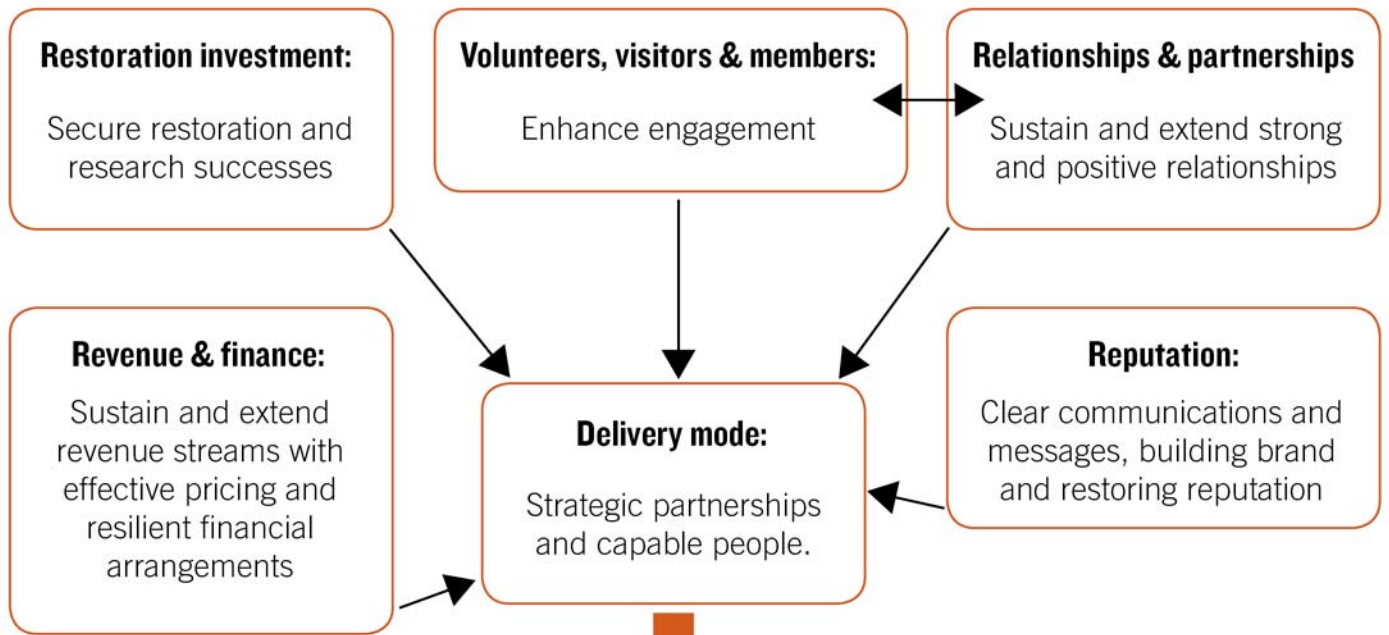 Restoration investment:
Secure restoration and
research successes
Volunteers, visitors & members:
Enhance engagement
Relationships & partnerships
Sustain and extend strong
and positive relationships
Revenue & finance:
Sustain and extend
revenue streams with
effective pricing and
resilient financial
arrangements
Delivery mode:
Strategic partnerships
and capable people.
Reputation:
Clear communications and
messages, building brand
and restoring reputation